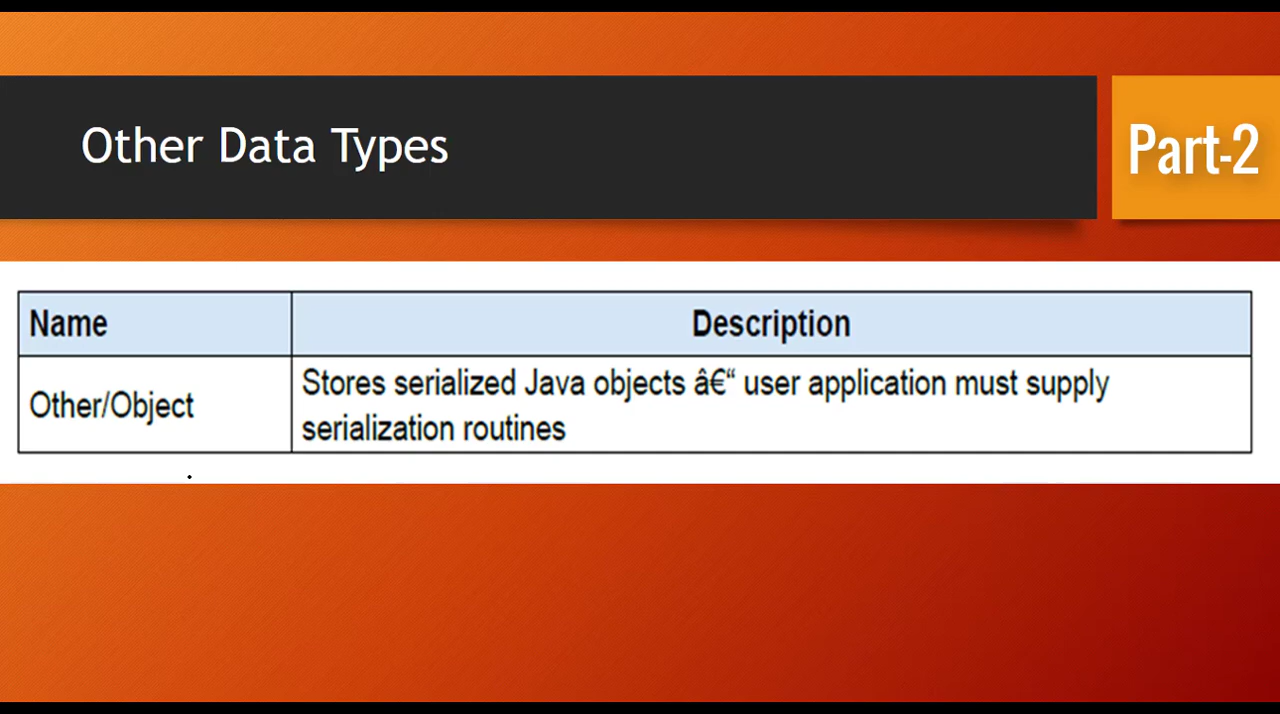 Other Data Types
Part-2
Name
Description
Other/Object
Stores serialized Java objects â€“ user application must supply
serialization routines